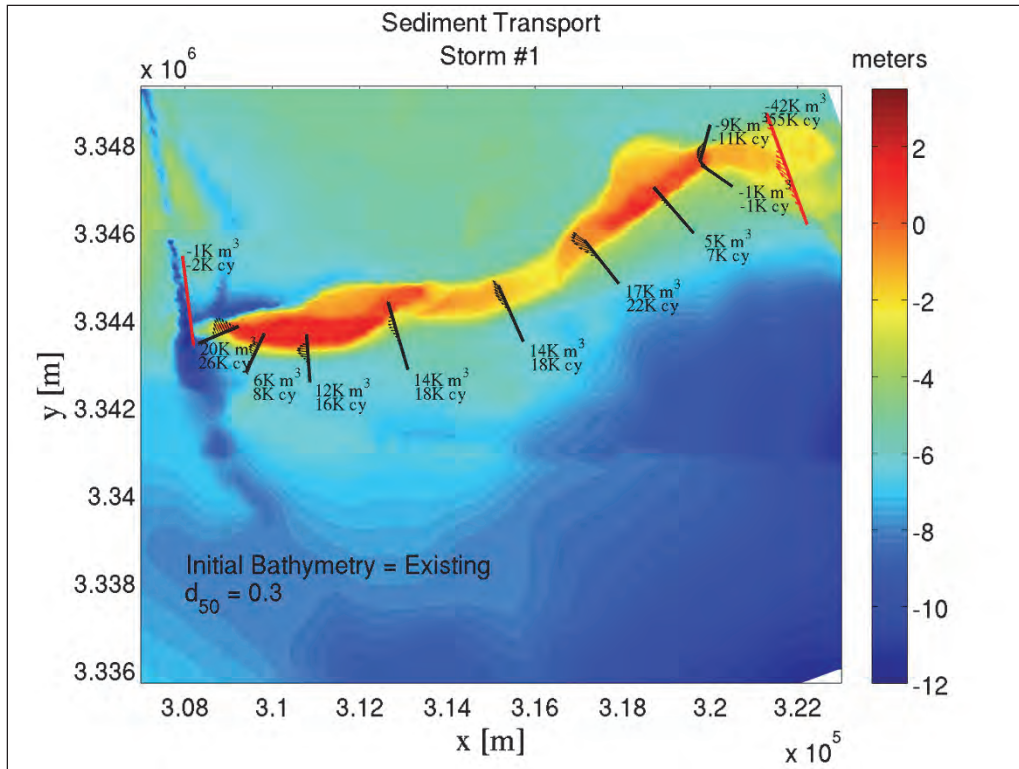 Sediment Transport
Storm #1
x 10^6
meters
3.348
3.346
3.344
3.342
3.34
3.338
3.336
y [m]
-1K m^3
-2K cy
20K m^3
26K cy
6K m^3
8K cy
12K m^3
16K cy
14K m^3
18K cy
14K m^3
18K cy
17K m^3
22K cy
5K m^3
7K cy
-9K m^3
-11K cy
-1K m^3
-1K cy
-42K m^3
-55K cy
Initial Bathymetry = Existing
d_50 = 0.3
3.08
3.1
3.12
3.14
3.16
3.18
3.2
3.22
x [m]
x 10^5
2
0
-2
-4
-6
-8
-10
-12